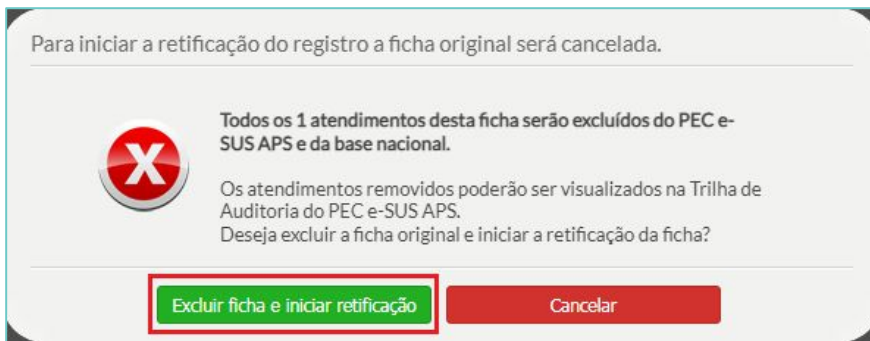 Para iniciar a retificação do registro a ficha original será cancelada.
Todos os 1 atendimentos desta ficha serão excluídos do PEC e-
SUS APS e da base nacional.
Os atendimentos removidos poderão ser visualizados na Trilha de
Auditoria do PEC e-SUS APS.
Deseja excluir a ficha original e iniciar a retificação da ficha?
Excluir ficha e iniciar retificação
Cancelar